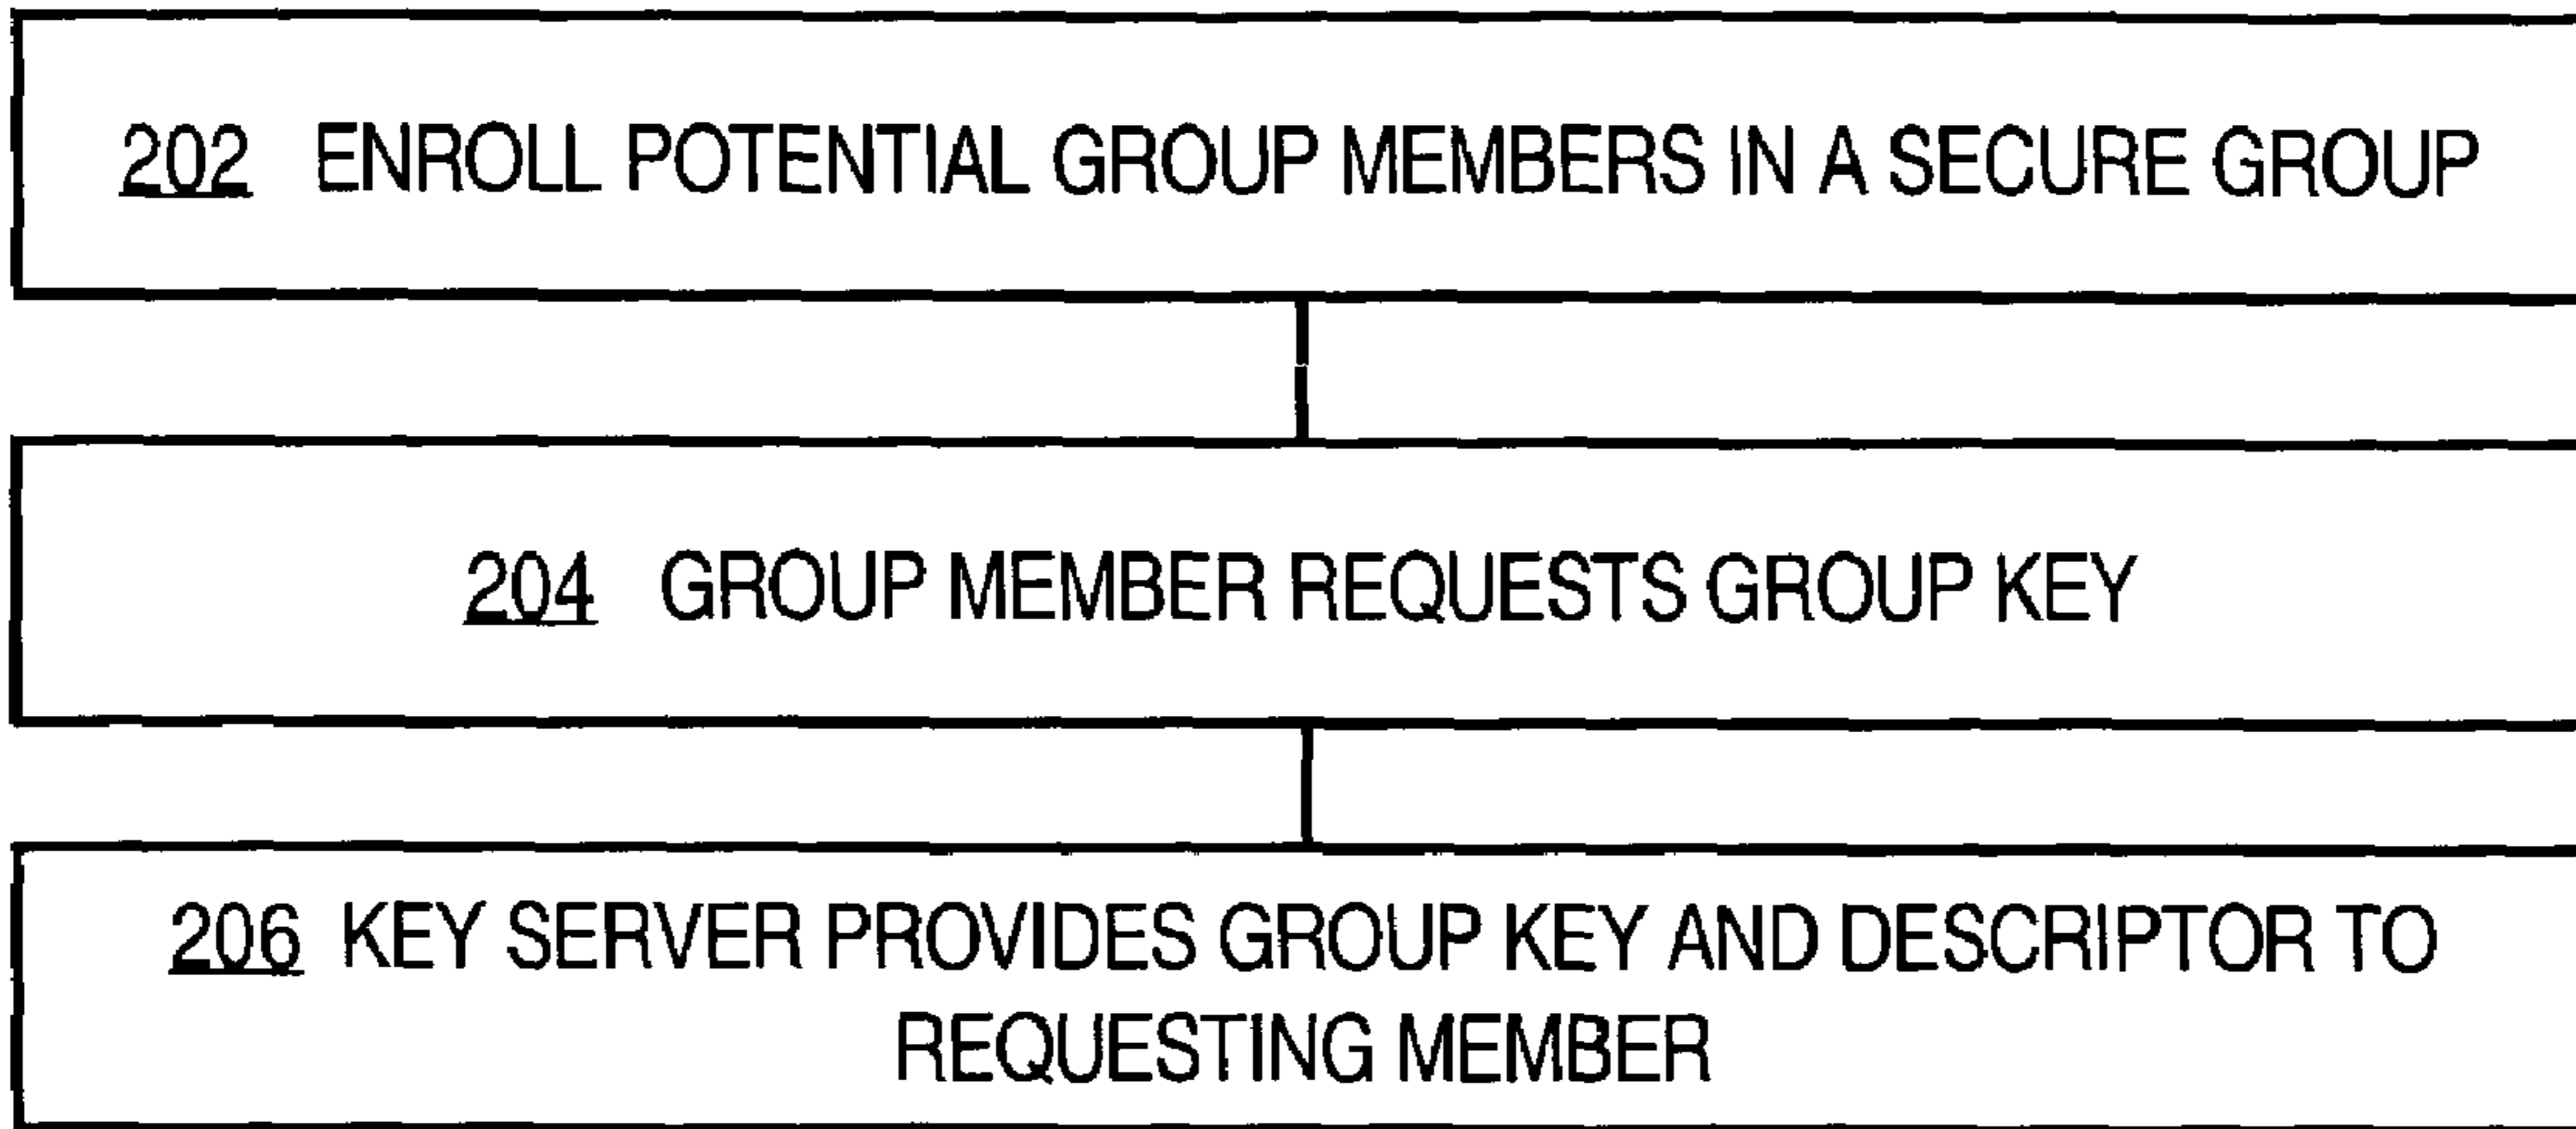 202 ENROLL POTENTIAL GROUP MEMBERS IN A SECURE GROUP
204 GROUP MEMBER REQUESTS GROUP KEY
206 KEY SERVER PROVIDES GROUP KEY AND DESCRIPTOR TO
REQUESTING MEMBER